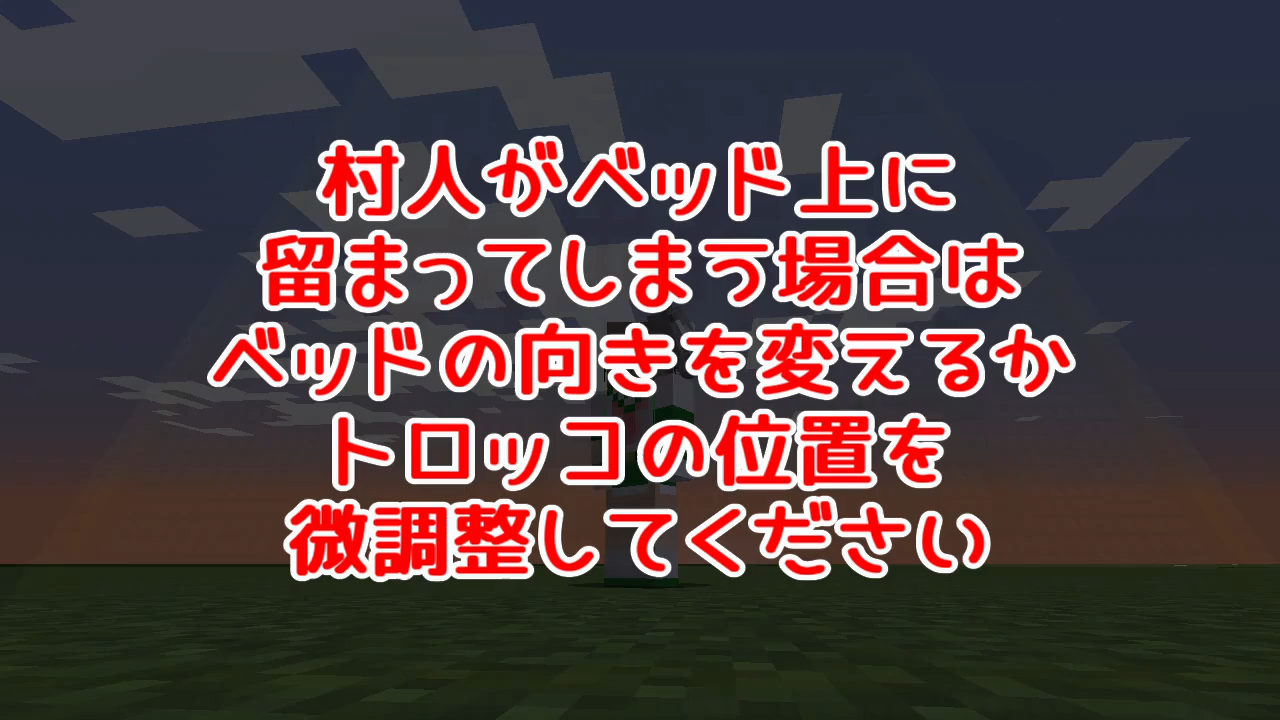 村人がベッド上に
留まってしまう場合は
ベッドの向きを変えるか
トロッコの位置を
微調整してください